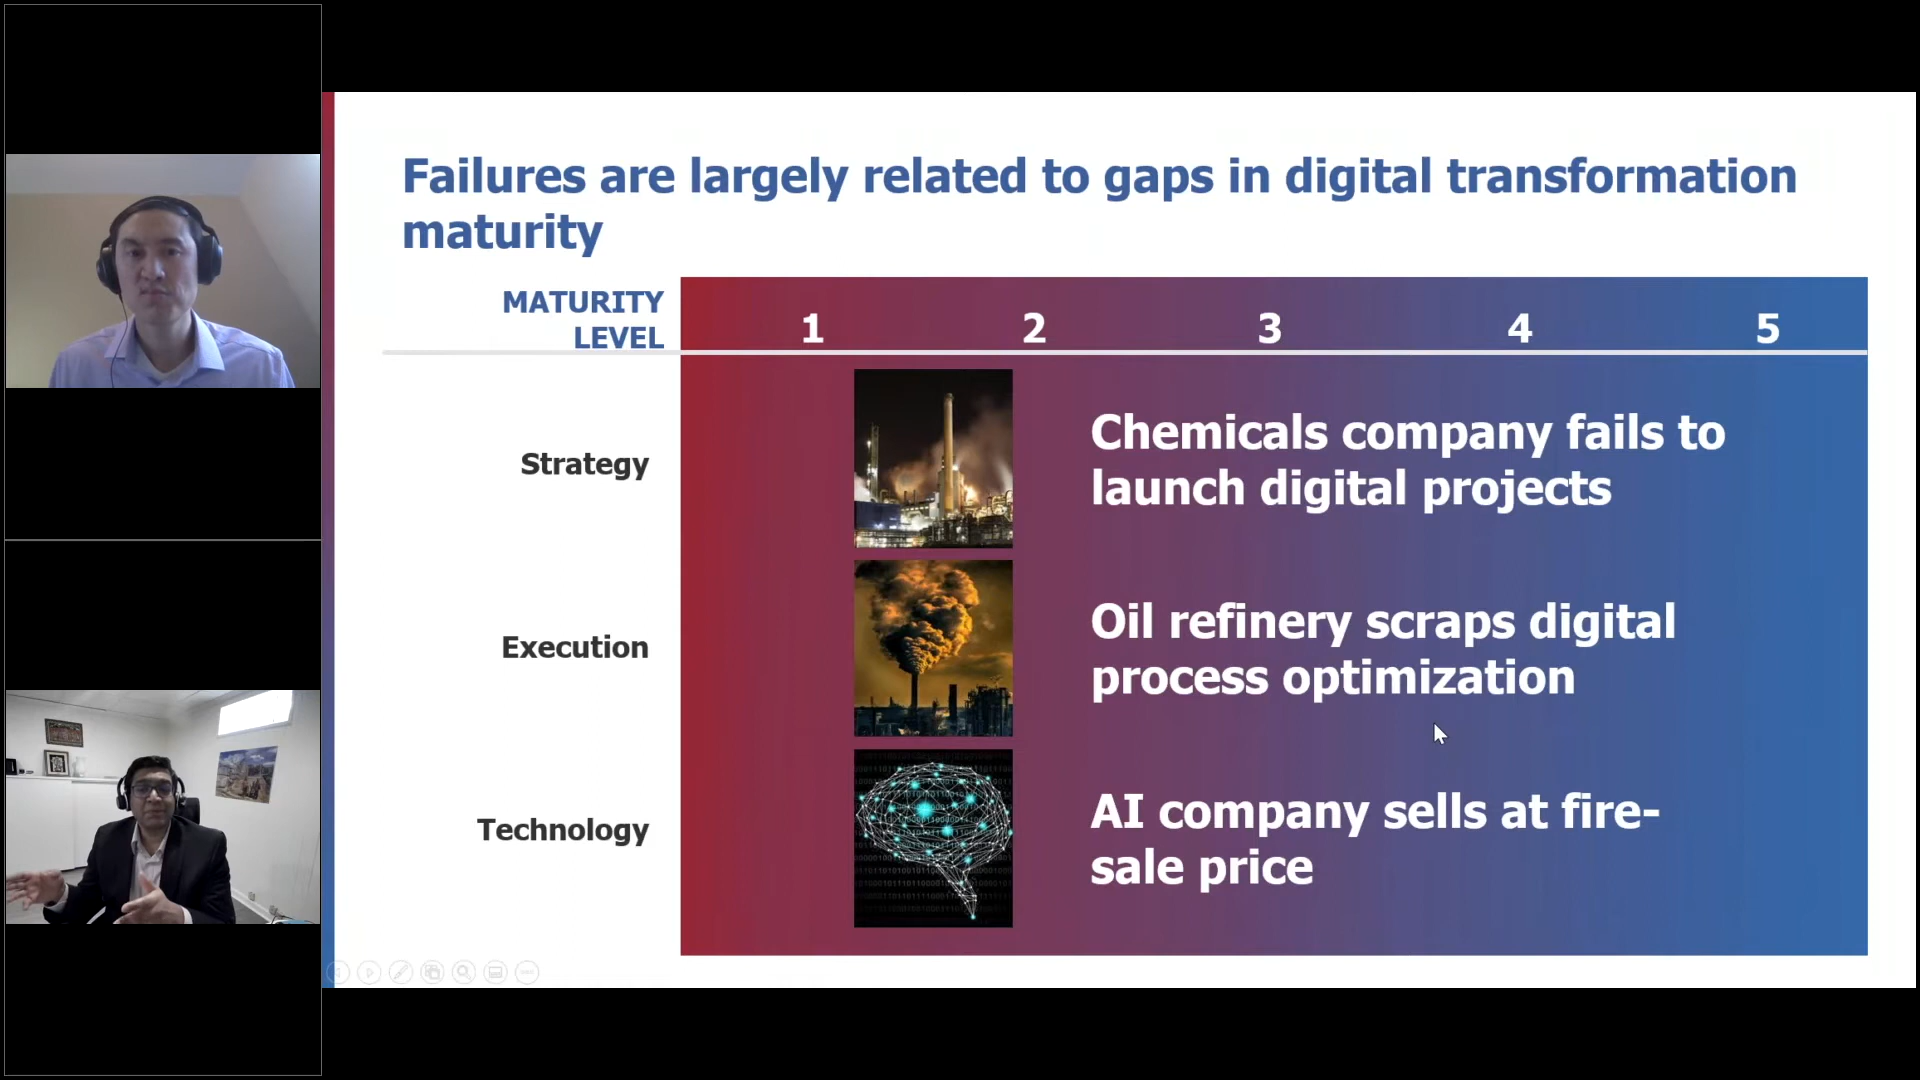 Failures are largely related to gaps in digital transformation
maturity
MATURITY
LEVEL
1 2 3 4 5
Strategy
Chemicals company fails to
launch digital projects
Execution
Oil refinery scraps digital
process optimization
Technology
AI company sells at fire-
sale price